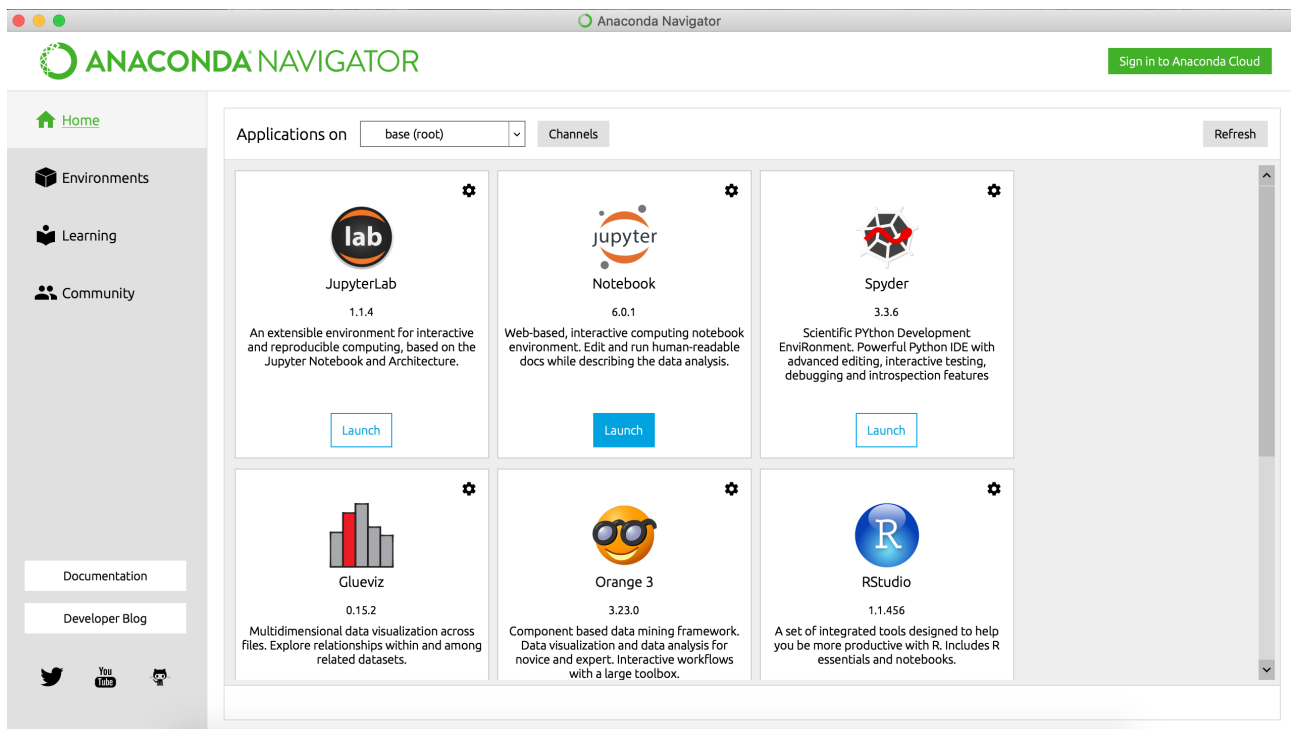 Anaconda Navigator
ANACONDA NAVIGATOR
Sign in to Anaconda Cloud
Home
Environments
Learning
Community
Documentation
Developer Blog
You
Tube
Applications on
base (root)
Channels
Refresh
lab
JupyterLab
1.1.4
An extensible environment for interactive
and reproducible computing, based on the
Jupyter Notebook and Architecture.
Launch
jupyter
Notebook
6.0.1
Web-based, interactive computing notebook
environment. Edit and run human-readable
docs while describing the data analysis.
Launch
Spyder
3.3.6
Scientific PYthon Development
EnviRonment. Powerful Python IDE with
advanced editing, interactive testing,
debugging and introspection features
Launch
Glueviz
0.15.2
Multidimensional data visualization across
files. Explore relationships within and among
related datasets.
Orange 3
3.23.0
Component based data mining framework.
Data visualization and data analysis for
novice and expert. Interactive workflows
with a large toolbox.
R
RStudio
1.1.456
A set of integrated tools designed to help
you be more productive with R. Includes R
essentials and notebooks.